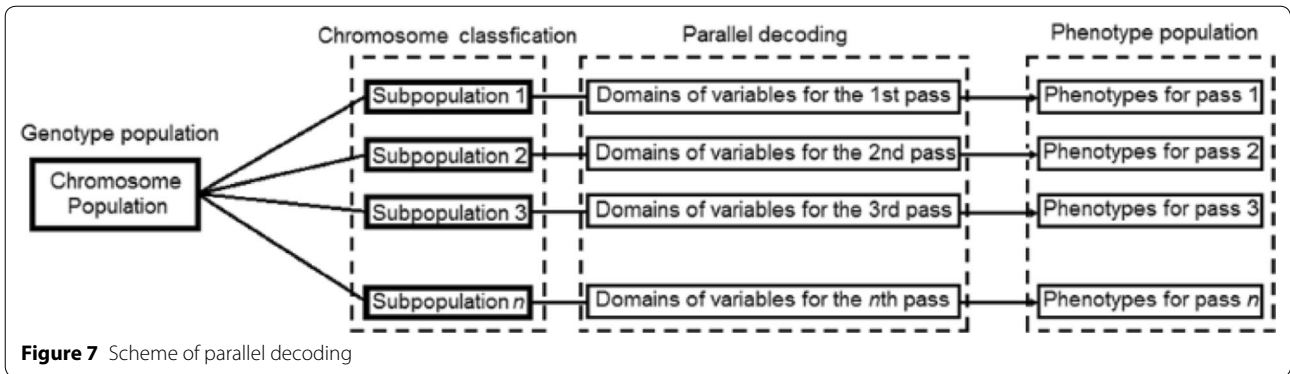 Chromosome classfication
Parallel decoding
Phenotype population
Genotype population
Chromosome
Population
Subpopulation 1
Domains of variables for the 1st pass
Phenotypes for pass 1
Subpopulation 2
Domains of variables for the 2nd pass
Phenotypes for pass 2
Subpopulation 3
Domains of variables for the 3rd pass
Phenotypes for pass 3
Subpopulation n
Domains of variables for the nth pass
Phenotypes for pass n
Figure 7 Scheme of parallel decoding